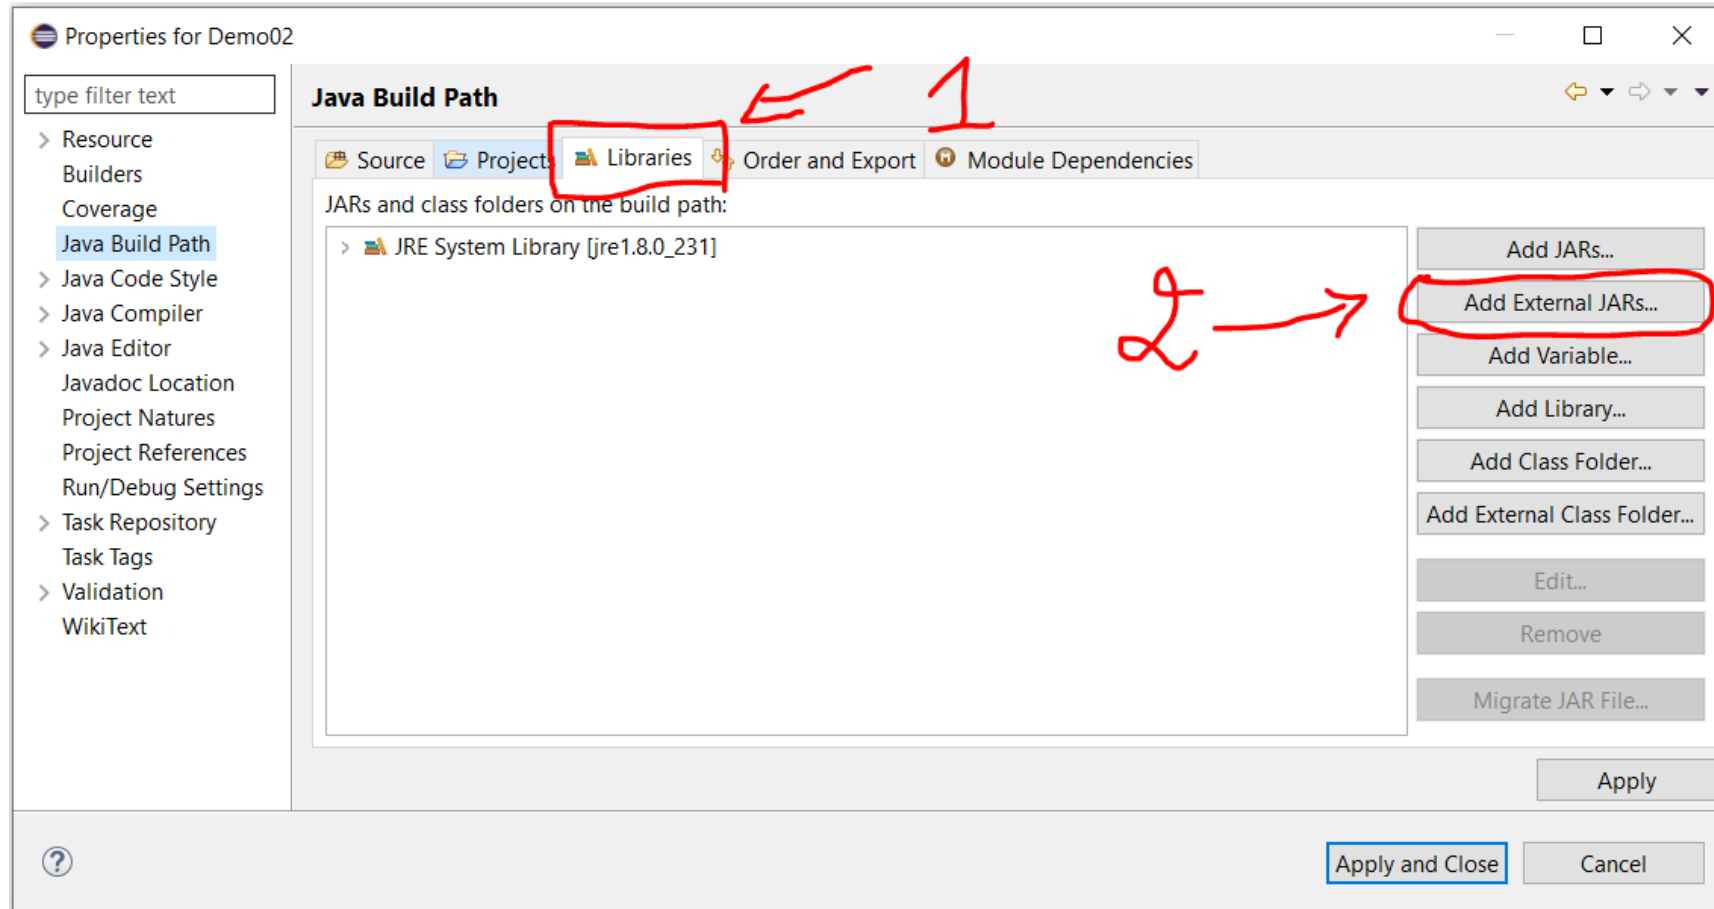 Properties for Demo02
type filter text
Resource
Builders
Coverage
Java Build Path
Java Code Style
Java Compiler
Java Editor
Javadoc Location
Project Natures
Project References
Run/Debug Settings
Task Repository
Task Tags
Validation
WikiText
Java Build Path
1
Source Projects Libraries Order and Export Module Dependencies
JARs and class folders on the build path:
JRE System Library [jre1.8.0_231]
2
Add JARs...
Add External JARs...
Add Variable...
Add Library...
Add Class Folder...
Add External Class Folder...
Edit...
Remove
Migrate JAR File...
Apply
Apply and Close Cancel